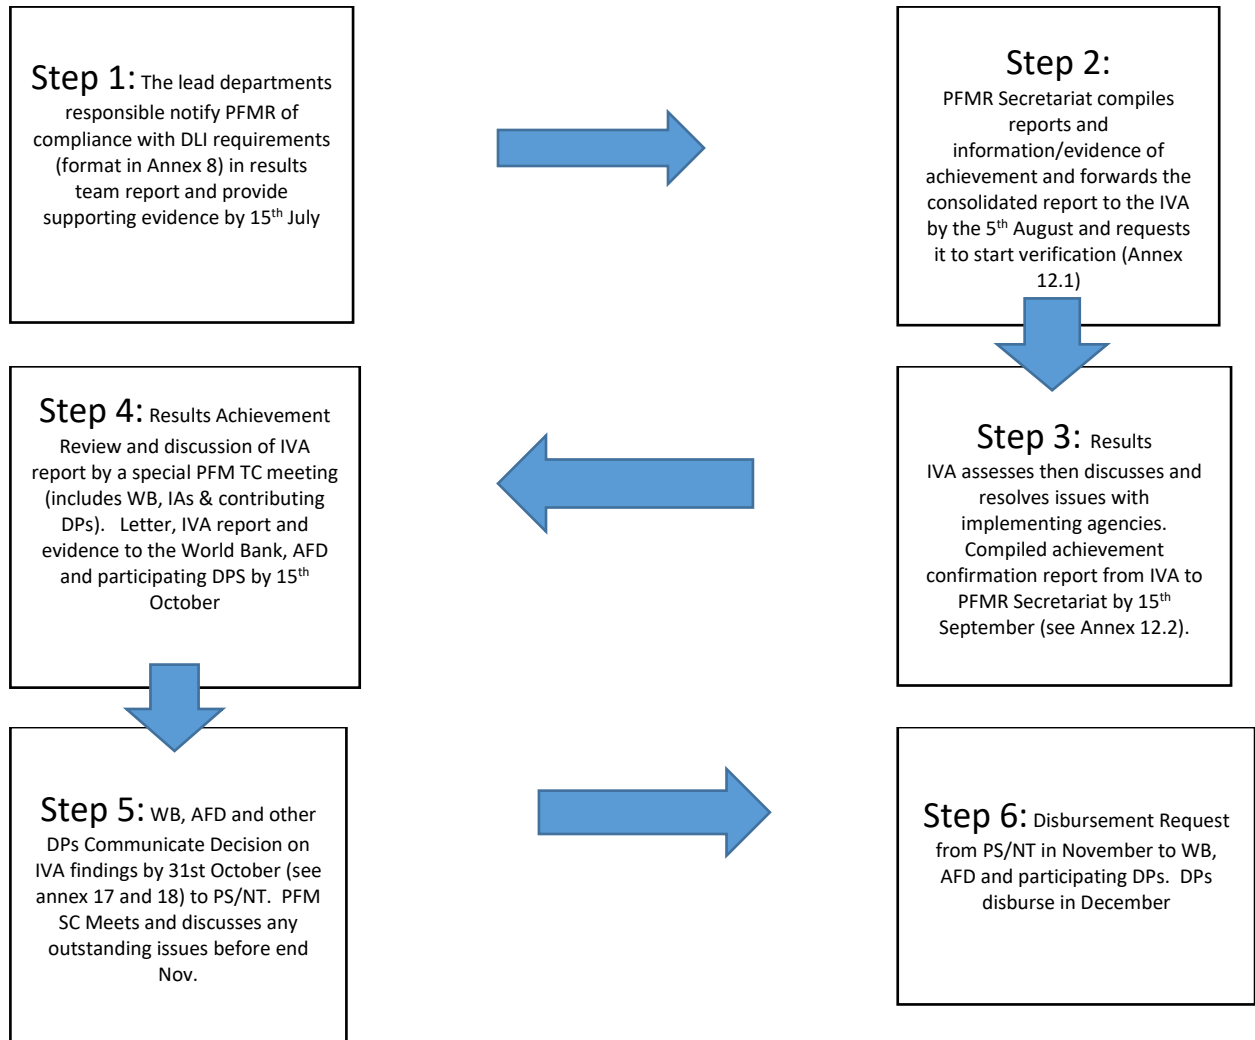 Step 1: The lead departments
responsible notify PFMR of
compliance with DLI requirements
(format in Annex 8) in results
team report and provide
supporting evidence by 15th July
Step 2:
PFMR Secretariat compiles
reports and
information/evidence of
achievement and forwards the
consolidated report to the IVA
by the 5th August and requests
it to start verification (Annex
12.1)
Step 3: Results
IVA assesses then discusses and
resolves issues with
implementing agencies.
Compiled achievement
confirmation report from IVA to
PFMR Secretariat by 15th
September (see Annex 12.2).
Step 4: Results Achievement
Review and discussion of IVA
report by a special PFM TC meeting
(includes WB, IAs & contributing
DPs). Letter, IVA report and
evidence to the World Bank, AFD
and participating DPS by 15th
October
Step 5: WB, AFD and other
DPs Communicate Decision on
IVA findings by 31st October (see
annex 17 and 18) to PS/NT. PFM
SC Meets and discusses any
outstanding issues before end
Nov.
Step 6: Disbursement Request
from PS/NT in November to WB,
AFD and participating DPs. DPs
disburse in December